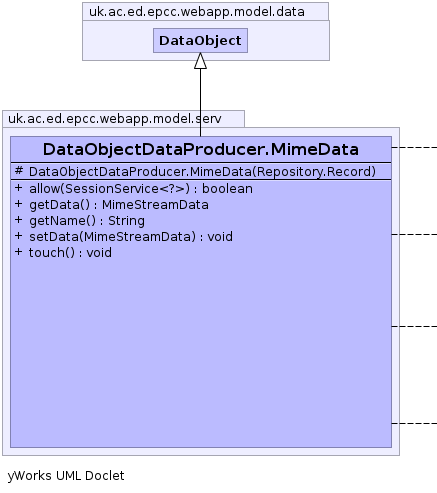 uk.ac.ed.epcc.webapp.model.data
DataObject
uk.ac.ed.epcc.webapp.model.serv
DataObjectDataProducer.MimeData
# DataObjectDataProducer.MimeData(Repository.Record)
+ allow(SessionService<?>) : boolean
+ getData() : MimeStreamData
+ getName() : String
+ setData(MimeStreamData) : void
+ touch() : void
yWorks UML Doclet